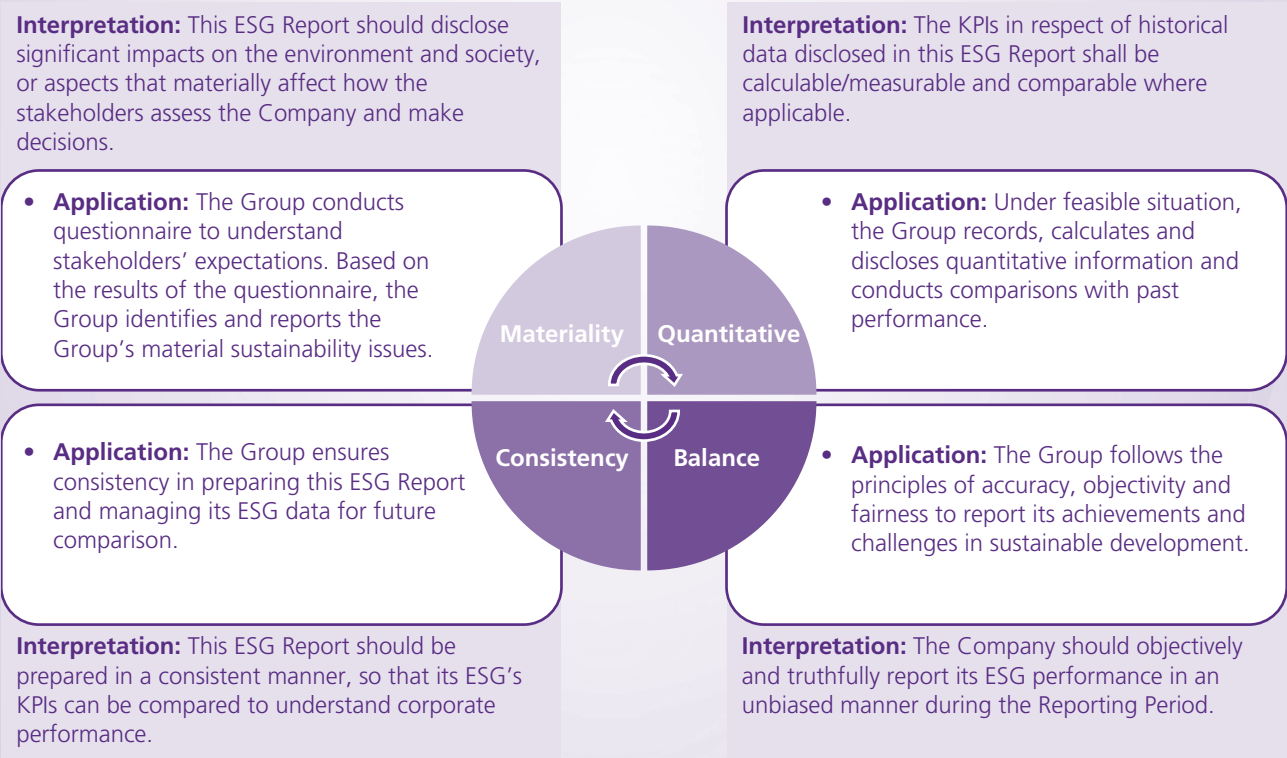 Interpretation: This ESG Report should disclose
significant impacts on the environment and society,
or aspects that materially affect how the
stakeholders assess the Company and make
decisions.
• Application: The Group conducts
questionnaire to understand
stakeholders’ expectations. Based on
the results of the questionnaire, the
Group identifies and reports the
Group’s material sustainability issues.
Interpretation: The KPIs in respect of historical
data disclosed in this ESG Report shall be
calculable/measurable and comparable where
applicable.
• Application: Under feasible situation,
the Group records, calculates and
discloses quantitative information and
conducts comparisons with past
performance.
Materiality
Quantitative
Consistency
Balance
• Application: The Group ensures
consistency in preparing this ESG Report
and managing its ESG data for future
comparison.
Interpretation: This ESG Report should be
prepared in a consistent manner, so that its ESG’s
KPIs can be compared to understand corporate
performance.
• Application: The Group follows the
principles of accuracy, objectivity and
fairness to report its achievements and
challenges in sustainable development.
Interpretation: The Company should objectively
and truthfully report its ESG performance in an
unbiased manner during the Reporting Period.